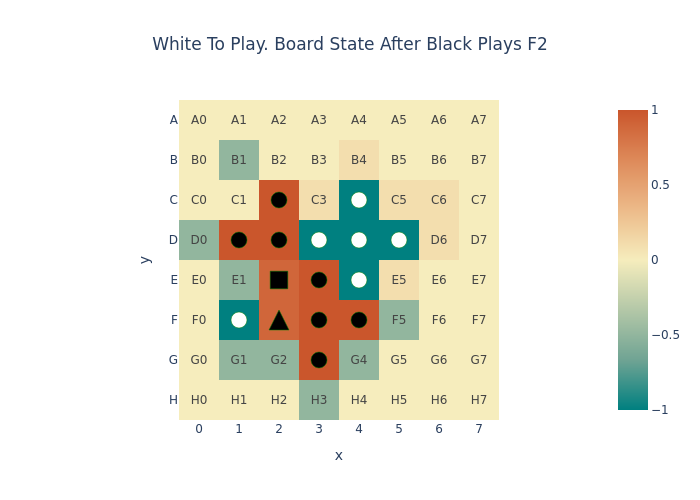 White To Play. Board State After Black Plays F2
A A0 A1 A2 A3 A4 A5 A6 A7
B B0 B1 B2 B3 B4 B5 B6 B7
C C0 C1 C3 C5 C6 C7
D D0 D6 D7
E E0 E1 E5 E6 E7
F F0 F5 F6 F7
G G0 G1 G2 G4 G5 G6 G7
H H0 H1 H2 H3 H4 H5 H6 H7
0 1 2 3 4 5 6 7
x
y
1
0.5
0
−0.5
−1